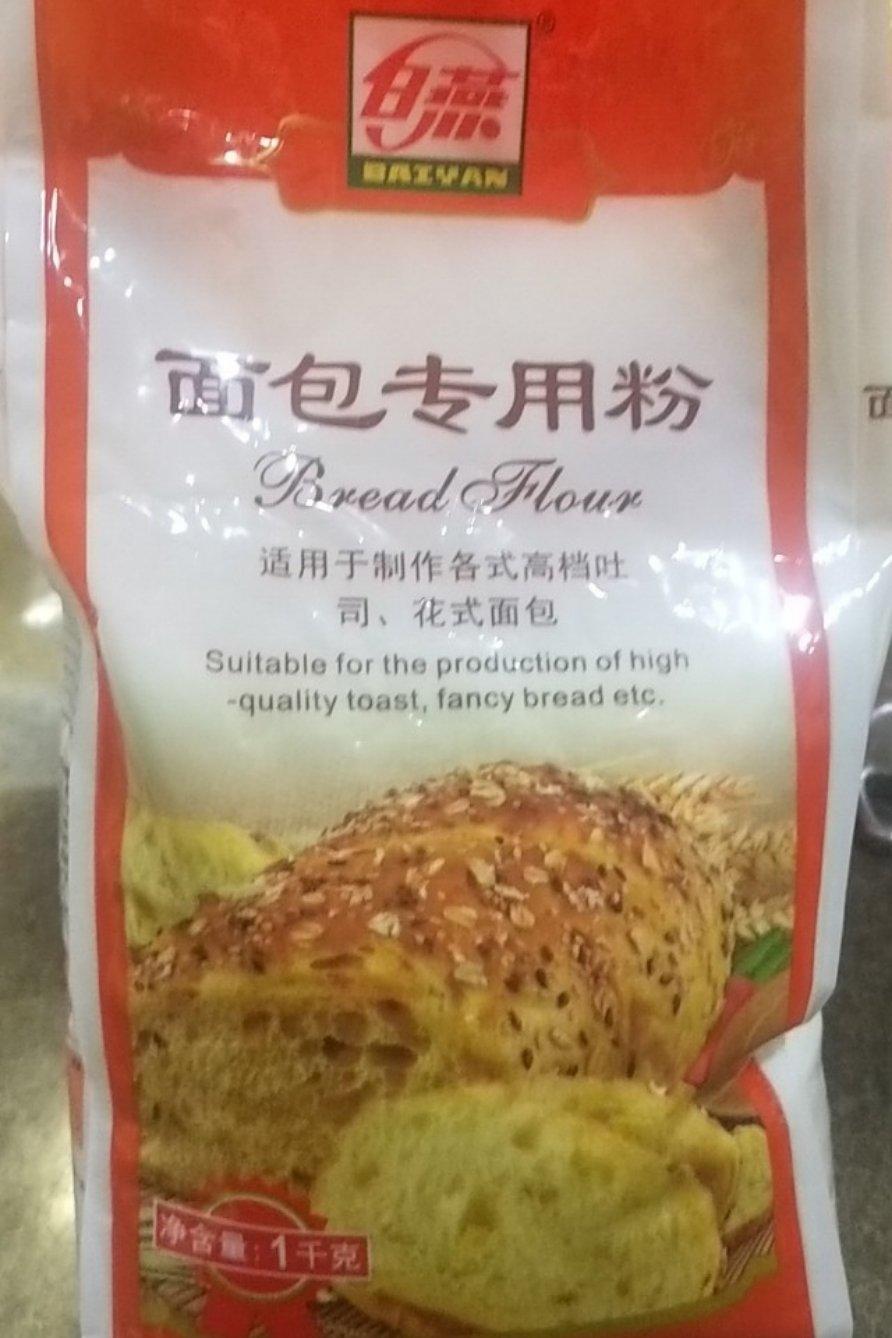 白燕
®
BAIYAN
面包专用粉
Bread Flour
适用于制作各式高档吐
司、花式面包
Suitable for the production of high
-quality toast, fancy bread etc.
净含量:1千克
面